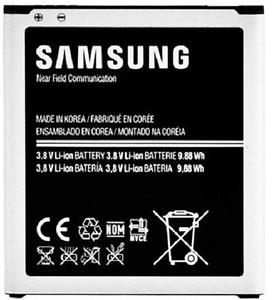 SAMSUNG
Near Field Communication
MADE IN KOREA / FABRIQUÉ EN CORÉE
ENSAMBLADO EN COREA / MONTADO NA CORÉIA
3.8 V Li-ion BATTERY 3.8 V Li-ion BATTERIE 9.88 Wh
3,8 V Li-ion BATERÍA 3,8 V Li-ion BATERIA 9,88 Wh
CE
NOM
NYCE